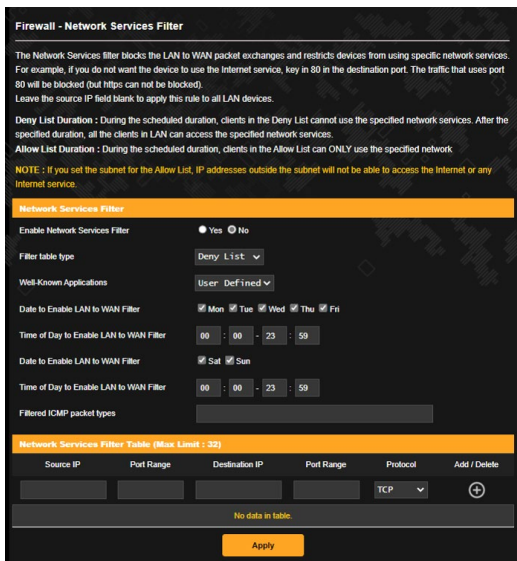 Firewall - Network Services Filter
The Network Services filter blocks the LAN to WAN packet exchanges and restricts devices from using specific network services.
For example, if you do not want the device to use the Internet service, key in 80 in the destination port. The traffic that uses port
80 will be blocked (but https can not be blocked).
Leave the source IP field blank to apply this rule to all LAN devices.
Deny List Duration : During the scheduled duration, clients in the Deny List cannot use the specified network services. After the
specified duration, all the clients in LAN can access the specified network services.
Allow List Duration : During the scheduled duration, clients in the Allow List can ONLY use the specified network
NOTE : If you set the subnet for the Allow List, IP addresses outside the subnet will not be able to access the Internet or any
Internet service.
Network Services Filter
Enable Network Services Filter Yes No
Filter table type Deny List
Well-Known Applications User Defined
Date to Enable LAN to WAN Filter Mon Tue Wed Thu Fri
Time of Day to Enable LAN to WAN Filter 00 : 00 - 23 : 59
Date to Enable LAN to WAN Filter Sat Sun
Time of Day to Enable LAN to WAN Filter 00 : 00 - 23 : 59
Filtered ICMP packet types
Network Services Filter Table (Max Limit : 32)
Source IP Port Range Destination IP Port Range Protocol Add / Delete
TCP
No data in table.
Apply